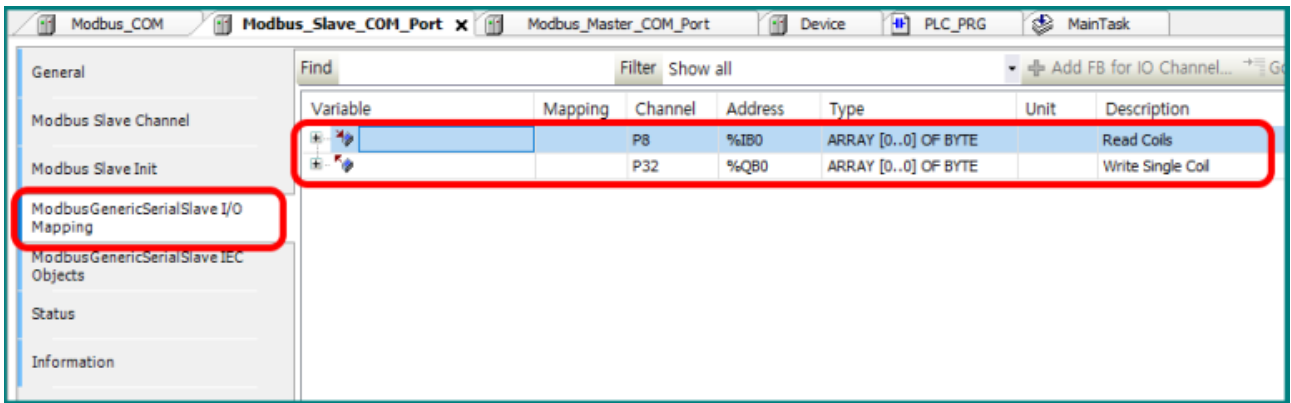 Modbus_COM Modbus_Slave_COM_Port x Modbus_Master_COM_Port Device PLC_PRG MainTask
General
Modbus Slave Channel
Modbus Slave Init
ModbusGenericSerialSlave I/O
Mapping
ModbusGenericSerialSlave IEC
Objects
Status
Information
Find Filter Show all Add FB for IO Channel...
Variable Mapping Channel Address Type Unit Description
P8 %IB0 ARRAY [0..0] OF BYTE Read Coils
P32 %QB0 ARRAY [0..0] OF BYTE Write Single Coil